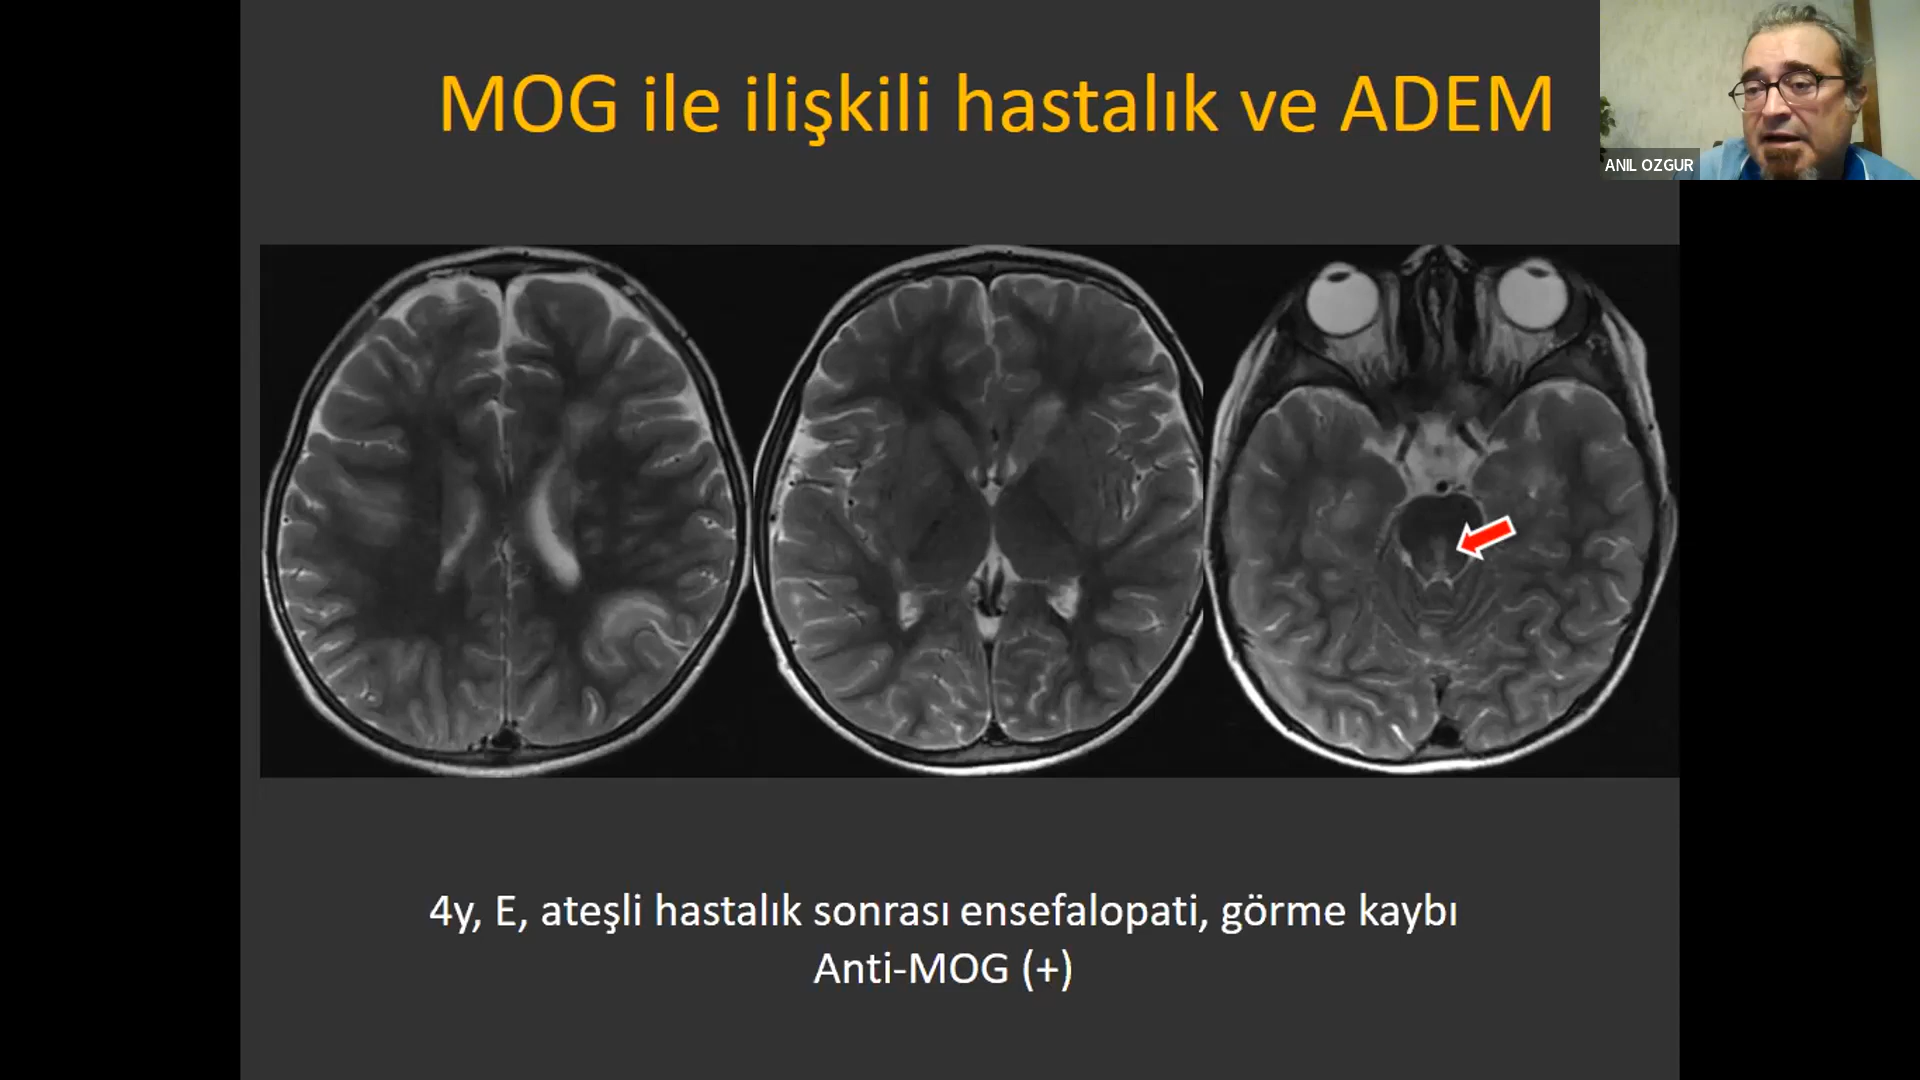 MOG ile ilişkili hastalık ve ADEM
ANIL OZGUR
4y, E, ateşli hastalık sonrası ensefalopati, görme kaybı
Anti-MOG (+)